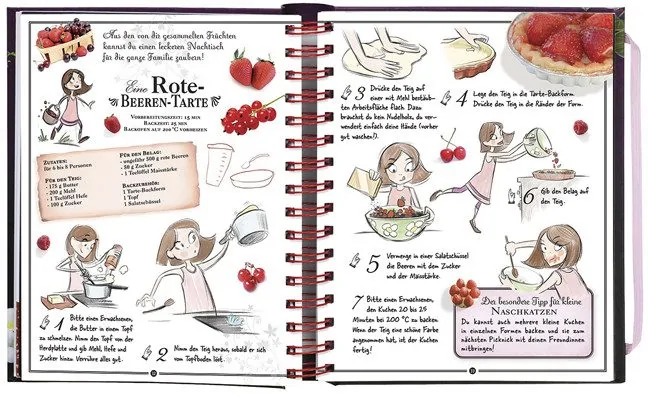 Aus den von dir gesammelten Früchten
kannst du einen leckeren Nachtisch
für die ganze Familie zaubern!
Eine Rote-
Beeren-Tarte
Vorbereitungszeit: 15 min
Backzeit: 25 min
Backofen auf 200 °C vorheizen
Zutaten:
für 6 bis 8 Personen
Für den Teig:
- 175 g Butter
- 200 g Mehl
- 1 Teelöffel Hefe
- 100 g Zucker
Für den Belag:
- ungefähr 500 g rote Beeren
- 50 g Zucker
- 1 Teelöffel Maisstärke
Backzubehör:
1 Tarte-Backform
1 Topf
1 Salatschüssel
1 Bitte einen Erwachsenen,
die Butter in einem Topf
zu schmelzen. Nimm den Topf von der
Herdplatte und gib Mehl, Hefe und
Zucker hinzu. Verrühre alles gut.
2 Nimm den Teig heraus, sobald er sich
vom Topfboden löst.
12
3 Drücke den Teig auf
einer mit Mehl bestäub-
ten Arbeitsfläche flach. Dann
brauchst du kein Nudelholz, du ver-
wendest einfach deine Hände (vorher
gut waschen!).
4 Lege den Teig in die Tarte-Backform.
Drücke den Teig in die Ränder der Form.
6 Gib den Belag auf
den Teig.
5 Vermenge in einer Salatschüssel
die Beeren mit dem Zucker
und der Maisstärke.
7 Bitte einen Erwachsenen,
den Kuchen 20 bis 25
Minuten bei 200 °C zu backen.
Wenn der Teig eine schöne Farbe
angenommen hat, ist der Kuchen
fertig!
Der besondere Tipp für kleine
Naschkatzen
Du kannst auch mehrere kleine Kuchen
in einzelnen Formen backen und sie zum
nächsten Picknick mit deinen Freundinnen
mitbringen!
13